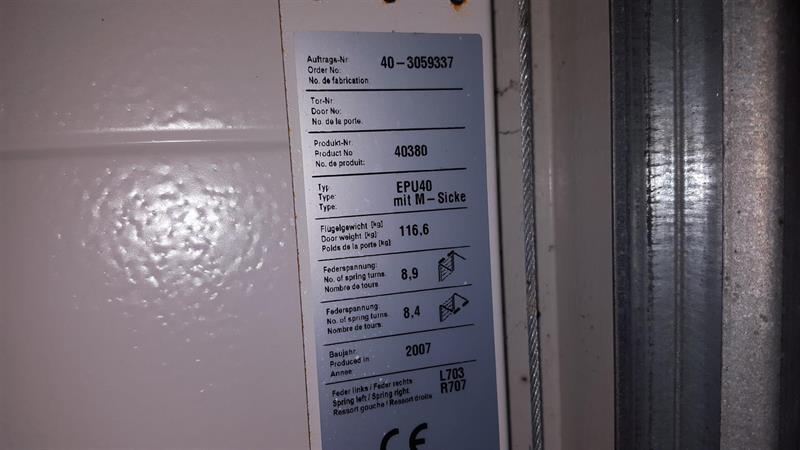 Auftrags-Nr. 40-3059337
Order No:
No. de fabrication:
Tor-Nr.
Door No:
No. de la porte.
Produkt-Nr.
Product No 40380
No. de produit:
Typ: EPU40
Type: mit M-Sicke
Type:
Flügelgewicht [kg]
Door weight [kg] 116,6
Poids de la porte [kg]
Federspannung:
No. of spring turns. 8,9
Nombre de tours:
Federspannung:
No. of spring turns. 8,4
Nombre de tours:
Baujahr:
Produced in 2007
Annee:
Feder links / Feder rechts L703
Spring left / Spring right: R707
Ressort gauche / Ressort droits
CE